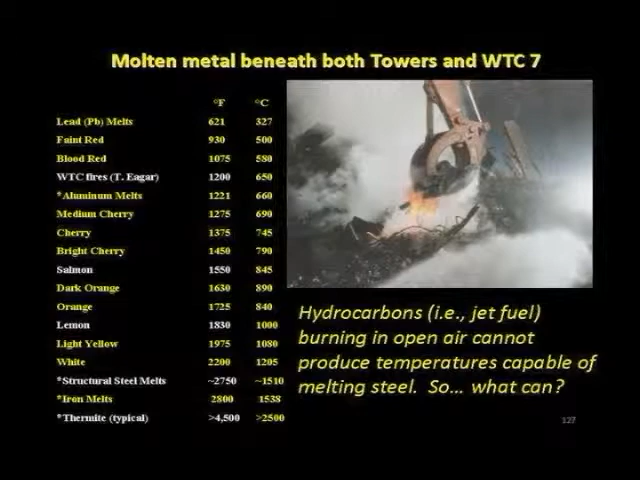 Molten metal beneath both Towers and WTC 7
°F °C
Lead (Pb) Melts 621 327
Faint Red 930 500
Blood Red 1075 580
WTC fires (T. Eagar) 1200 650
*Aluminum Melts 1221 660
Medium Cherry 1275 690
Cherry 1375 745
Bright Cherry 1450 790
Salmon 1550 845
Dark Orange 1630 890
Orange 1725 840
Lemon 1830 1000
Light Yellow 1975 1080
White 2200 1205
*Structural Steel Melts ~2750 ~1510
*Iron Melts 2800 1538
*Thermite (typical) >4,500 >2500
Hydrocarbons (i.e., jet fuel)
burning in open air cannot
produce temperatures capable of
melting steel. So... what can?
127